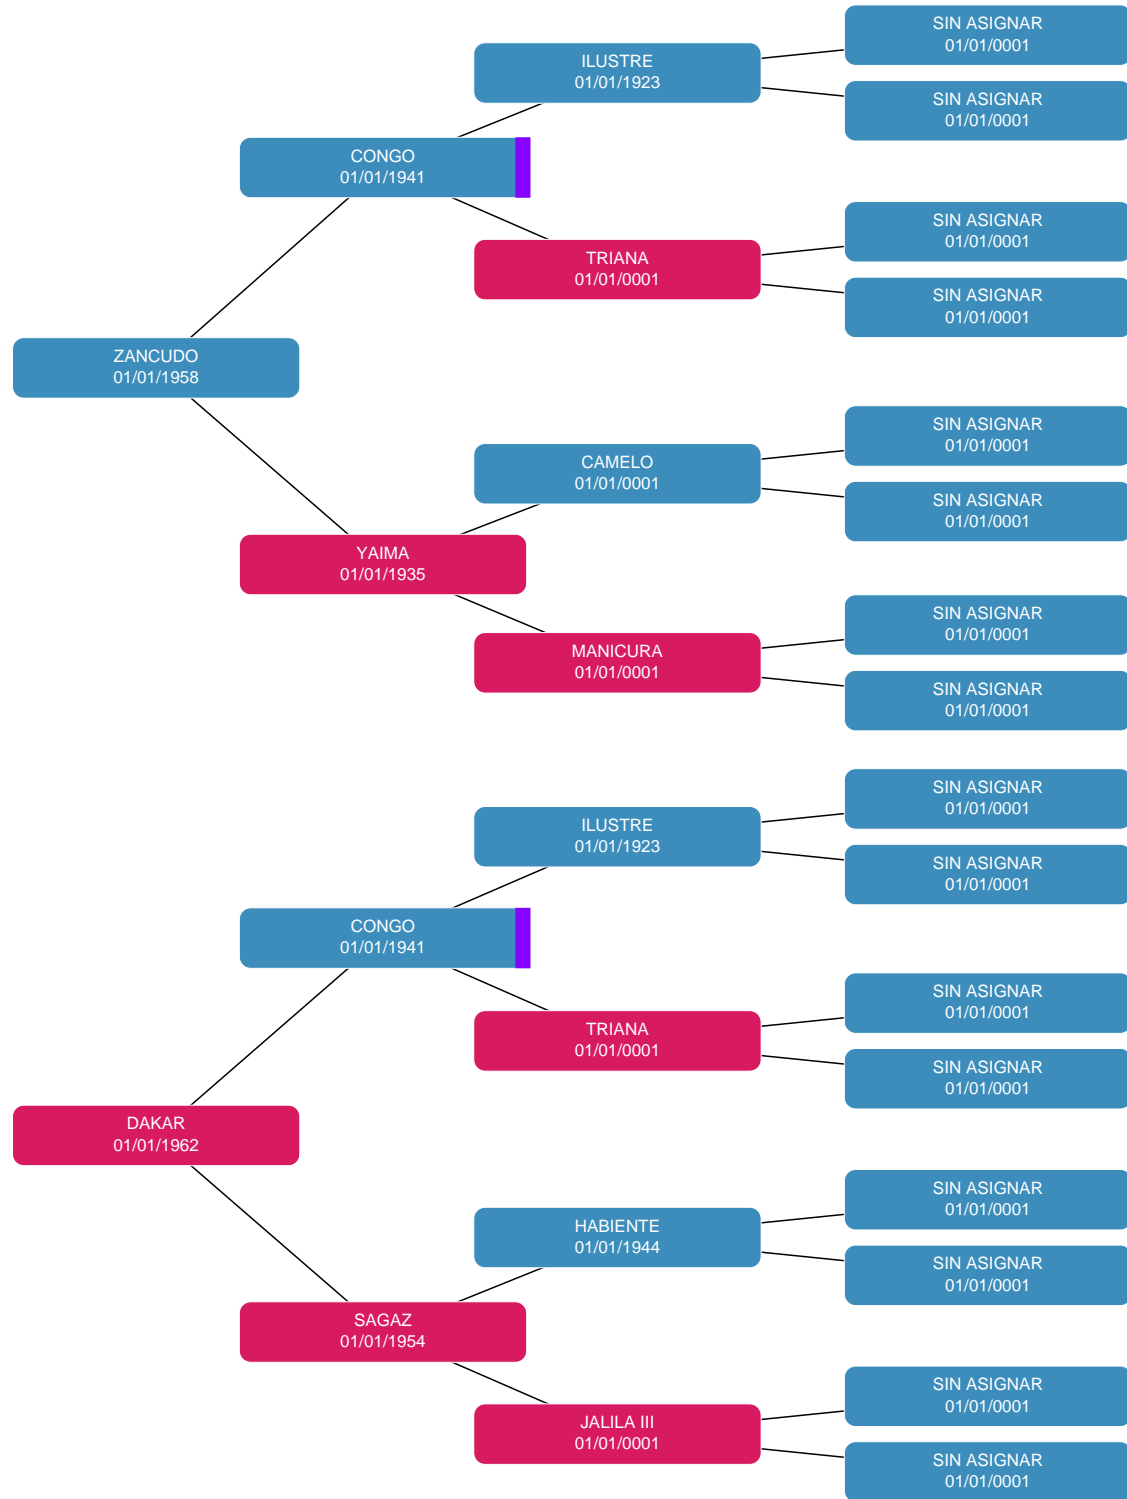 SIN ASIGNAR
01/01/0001
ILUSTRE
01/01/1923
SIN ASIGNAR
01/01/0001
CONGO
01/01/1941
SIN ASIGNAR
01/01/0001
TRIANA
01/01/0001
SIN ASIGNAR
01/01/0001
ZANCUDO
01/01/1958
SIN ASIGNAR
01/01/0001
CAMELO
01/01/0001
SIN ASIGNAR
01/01/0001
YAIMA
01/01/1935
SIN ASIGNAR
01/01/0001
MANICURA
01/01/0001
SIN ASIGNAR
01/01/0001
SIN ASIGNAR
01/01/0001
ILUSTRE
01/01/1923
SIN ASIGNAR
01/01/0001
CONGO
01/01/1941
SIN ASIGNAR
01/01/0001
TRIANA
01/01/0001
SIN ASIGNAR
01/01/0001
DAKAR
01/01/1962
SIN ASIGNAR
01/01/0001
HABIENTE
01/01/1944
SIN ASIGNAR
01/01/0001
SAGAZ
01/01/1954
SIN ASIGNAR
01/01/0001
JALILA III
01/01/0001
SIN ASIGNAR
01/01/0001